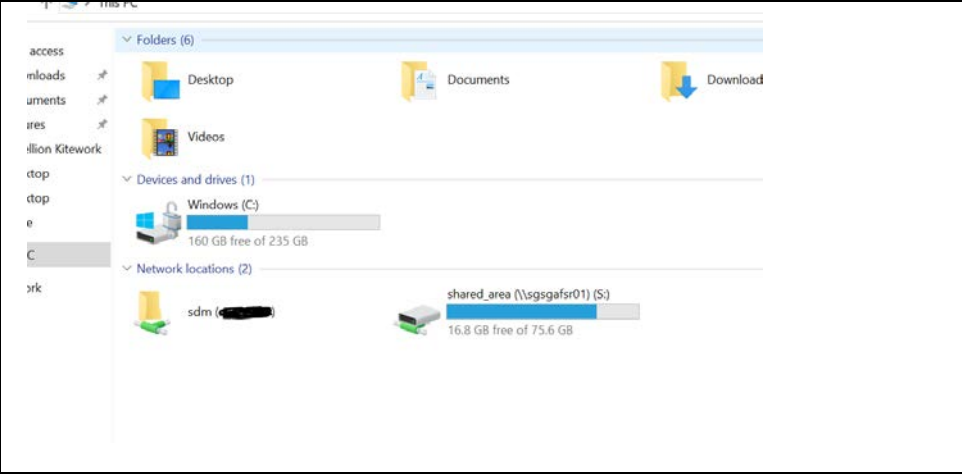 This PC
Folders (6)
access
nloads
Desktop
Documents
Download
uments
ures
Videos
llion Kitework
ktop
Devices and drives (1)
ktop
Windows (C:)
e
160 GB free of 235 GB
C
Network locations (2)
ork
sdm (
shared_area (\\sgsgafsr01) (S:)
16.8 GB free of 75.6 GB